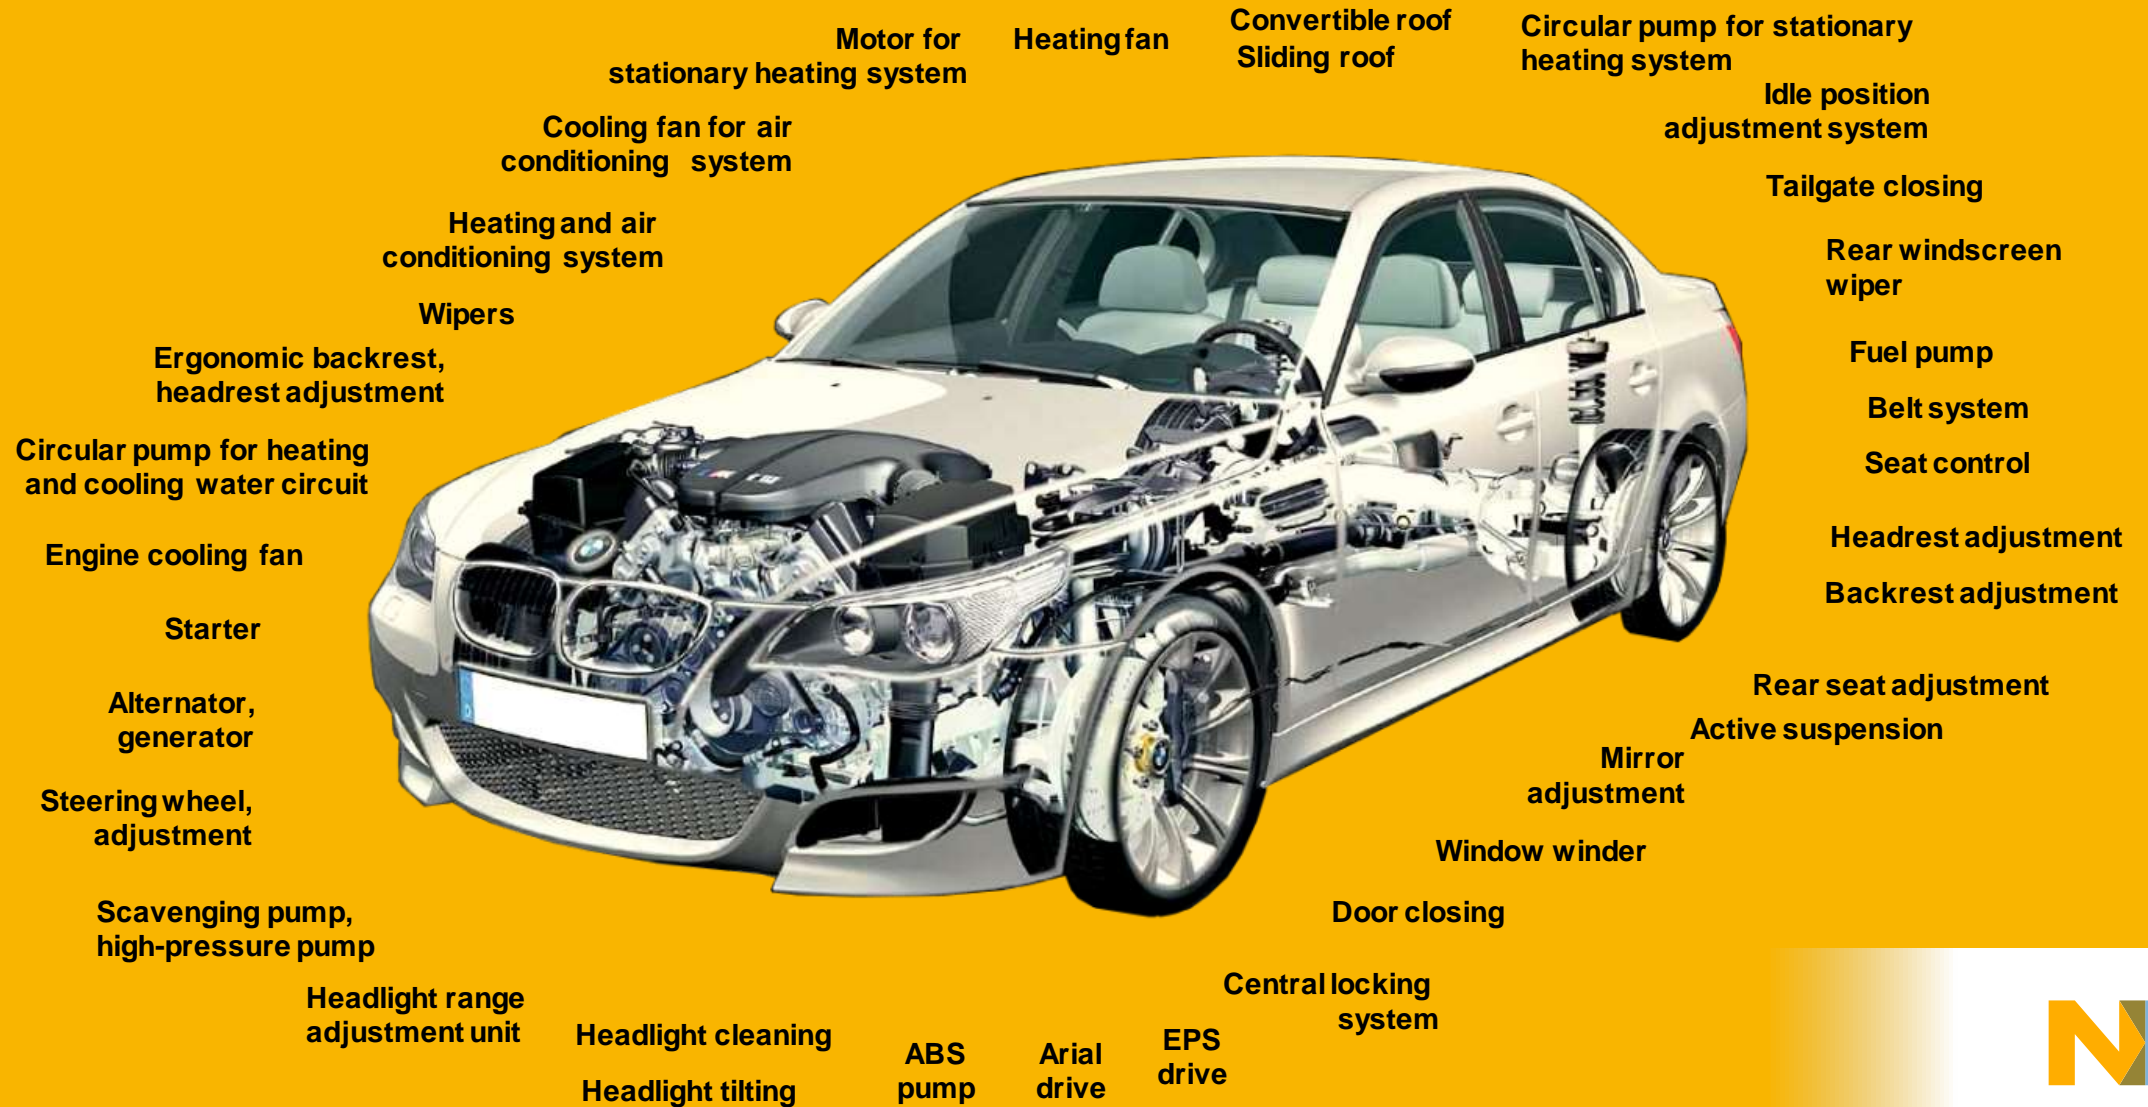 Motor for
stationary heating system
Heating fan
Convertible roof
Sliding roof
Circular pump for stationary
heating system
Idle position
adjustment system
Cooling fan for air
conditioning system
Tailgate closing
Heating and air
conditioning system
Rear windscreen
wiper
Wipers
Fuel pump
Ergonomic backrest,
headrest adjustment
Belt system
Circular pump for heating
and cooling water circuit
Seat control
Engine cooling fan
Headrest adjustment
Backrest adjustment
Starter
Rear seat adjustment
Alternator,
generator
Active suspension
Mirror
adjustment
Steering wheel,
adjustment
Window winder
Scavenging pump,
high-pressure pump
Door closing
Headlight range
adjustment unit
Central locking
system
Headlight cleaning
Headlight tilting
ABS
pump
Arial
drive
EPS
drive
N